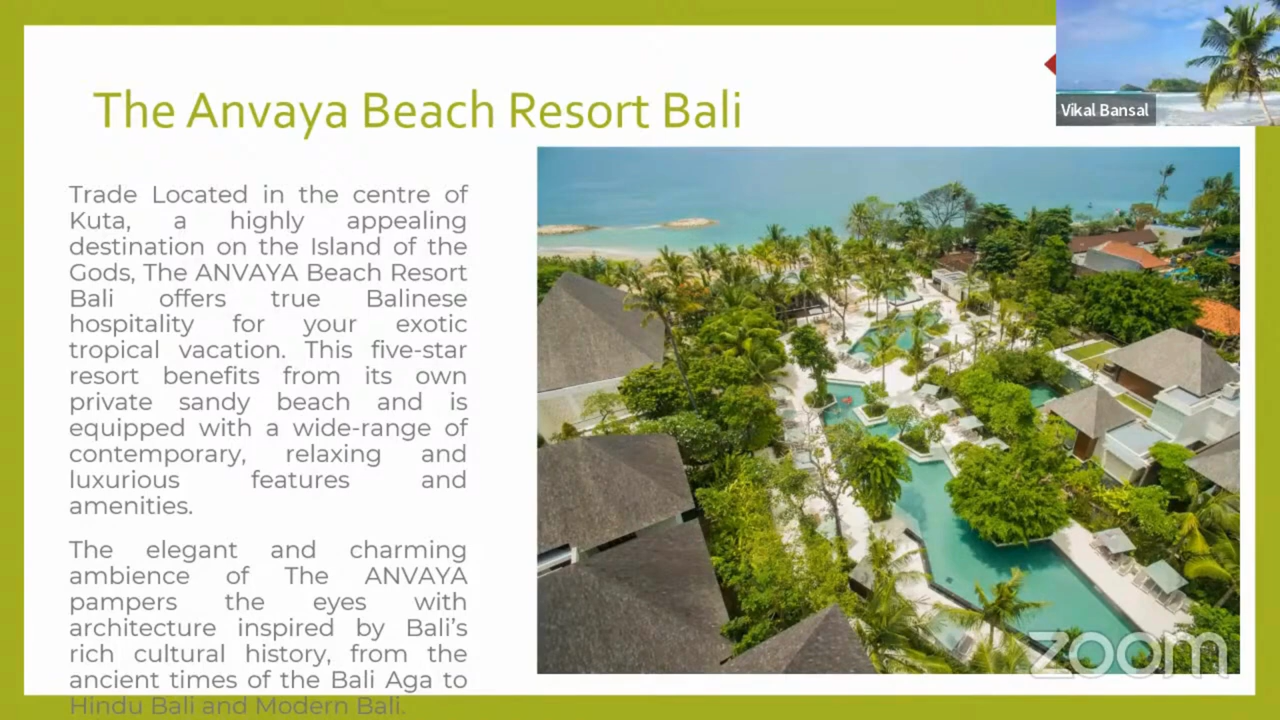 The Anvaya Beach Resort Bali
Vikal Bansal
Trade Located in the centre of
Kuta, a highly appealing
destination on the Island of the
Gods, The ANVAYA Beach Resort
Bali offers true Balinese
hospitality for your exotic
tropical vacation. This five-star
resort benefits from its own
private sandy beach and is
equipped with a wide-range of
contemporary, relaxing and
luxurious features and
amenities.
The elegant and charming
ambience of The ANVAYA
pampers the eyes with
architecture inspired by Bali's
rich cultural history, from the
ancient times of the Bali Aga to
Hindu Bali and Modern Bali.
zoom